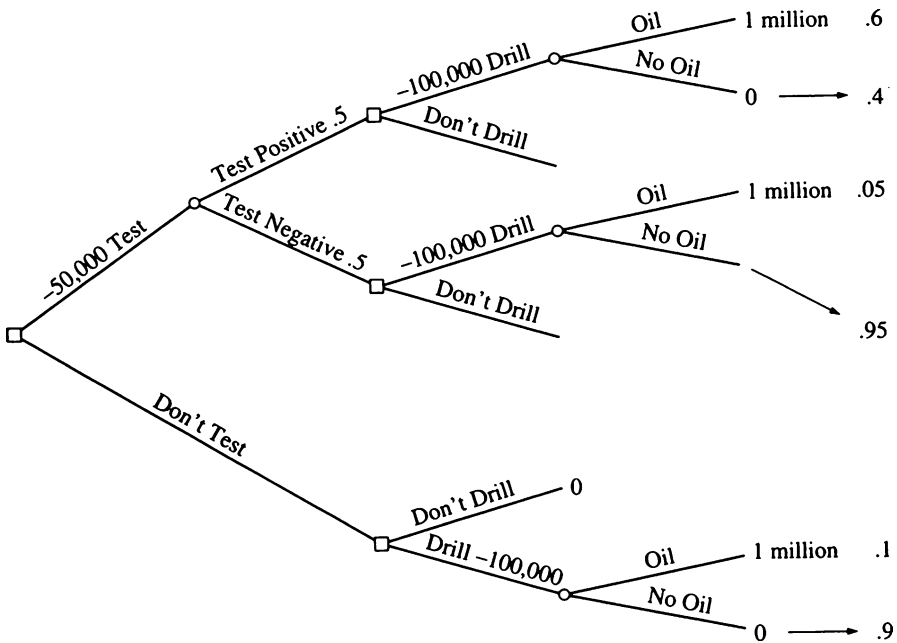 Oil 1 million .6
−100,000 Drill
No Oil
0 .4
Test Positive .5
Don't Drill
Oil 1 million .05
Test Negative .5
−100,000 Drill
No Oil
−50,000 Test
Don't Drill
.95
Don't Test
Don't Drill 0
Drill −100,000
Oil 1 million .1
No Oil
0 .9